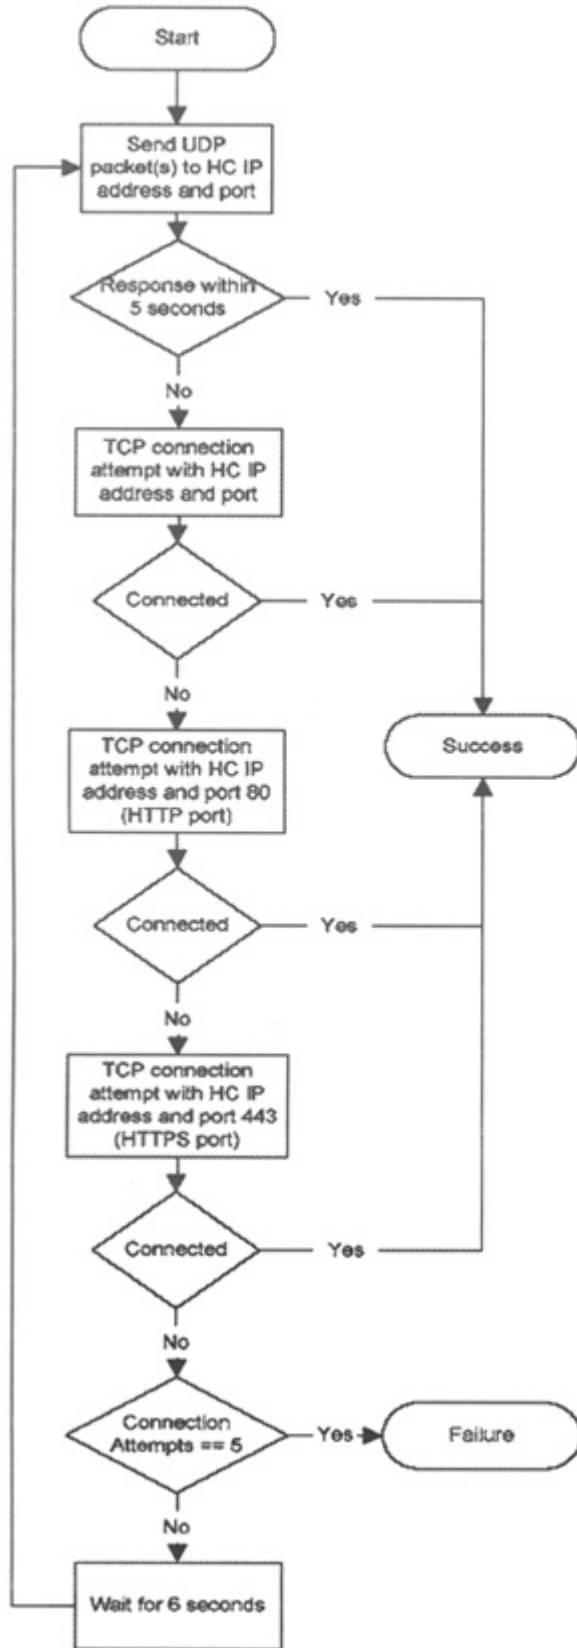 Start
Send UDP
packet(s) to HC IP
address and port
Response within
5 seconds
Yes
No
TCP connection
attempt with HC IP
address and port
Connected
Yes
No
TCP connection
attempt with HC IP
address and port 80
(HTTP port)
Success
Connected
Yes
No
TCP connection
attempt with HC IP
address and port 443
(HTTPS port)
Connected
Yes
No
Connection
Attempts == 5
Yes
Failure
No
Wait for 6 seconds